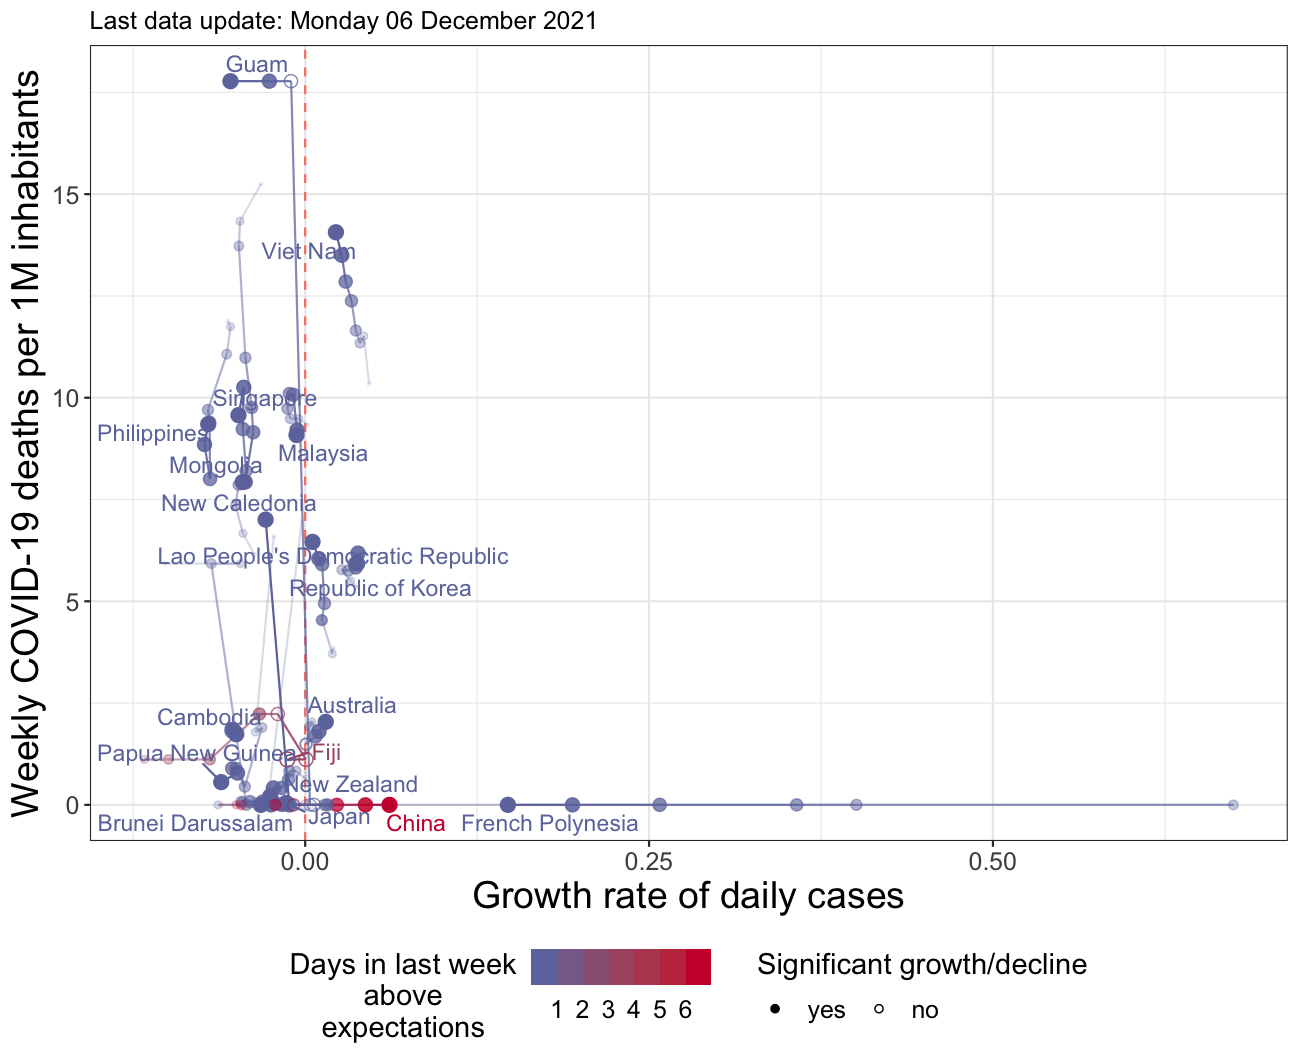 Last data update: Monday 06 December 2021
Weekly COVID-19 deaths per 1M inhabitants
15
10
5
0
Guam
Viet Nam
Singapore
Philippines
Malaysia
Mongolia
New Caledonia
Lao People's Democratic Republic
Republic of Korea
Australia
Cambodia
Papua New Guinea
Fiji
New Zealand
Brunei Darussalam
Japan
China
French Polynesia
0.00
0.25
0.50
Growth rate of daily cases
Days in last week
above
expectations
1 2 3 4 5 6
Significant growth/decline
yes
no